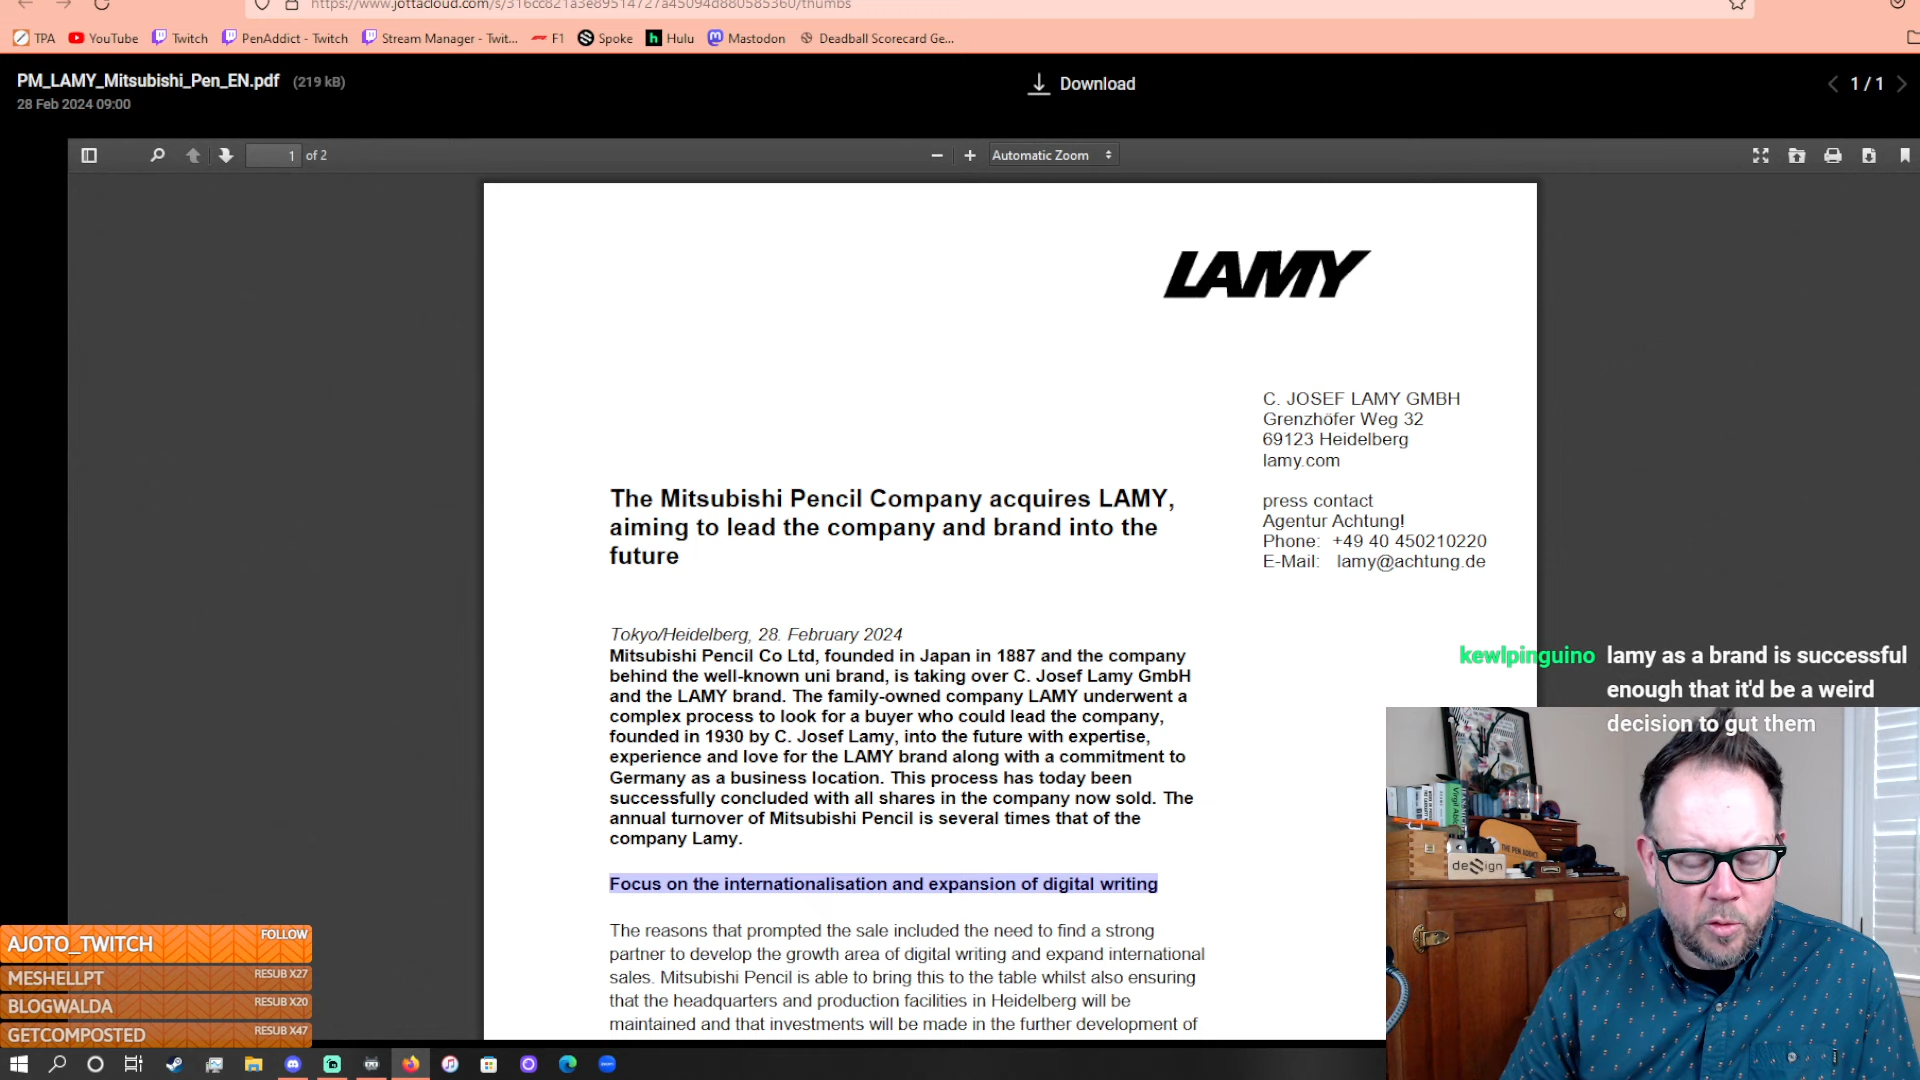 https://www.jottacloud.com/s/316cc821a3e89514727a45094d880585360/thumbs
TPA YouTube Twitch PenAddict - Twitch Stream Manager - Twit... F1 Spoke Hulu Mastodon Deadball Scorecard Ge...
PM_LAMY_Mitsubishi_Pen_EN.pdf (219 kB)
28 Feb 2024 09:00
Download
1 / 1
1 of 2
Automatic Zoom
LAMY
C. JOSEF LAMY GMBH
Grenzhöfer Weg 32
69123 Heidelberg
lamy.com
press contact
Agentur Achtung!
Phone: +49 40 450210220
E-Mail: lamy@achtung.de
The Mitsubishi Pencil Company acquires LAMY,
aiming to lead the company and brand into the
future
Tokyo/Heidelberg, 28. February 2024
Mitsubishi Pencil Co Ltd, founded in Japan in 1887 and the company
behind the well-known uni brand, is taking over C. Josef Lamy GmbH
and the LAMY brand. The family-owned company LAMY underwent a
complex process to look for a buyer who could lead the company,
founded in 1930 by C. Josef Lamy, into the future with expertise,
experience and love for the LAMY brand along with a commitment to
Germany as a business location. This process has today been
successfully concluded with all shares in the company now sold. The
annual turnover of Mitsubishi Pencil is several times that of the
company Lamy.
Focus on the internationalisation and expansion of digital writing
The reasons that prompted the sale included the need to find a strong
partner to develop the growth area of digital writing and expand international
sales. Mitsubishi Pencil is able to bring this to the table whilst also ensuring
that the headquarters and production facilities in Heidelberg will be
maintained and that investments will be made in the further development of
kewlpinguino lamy as a brand is successful
enough that it'd be a weird
decision to gut them
THE PEN ADDICT
deSign
AJOTO_TWITCH FOLLOW
MESHELLPT RESUB X27
BLOGWALDA RESUB X20
GETCOMPOSTED RESUB X47